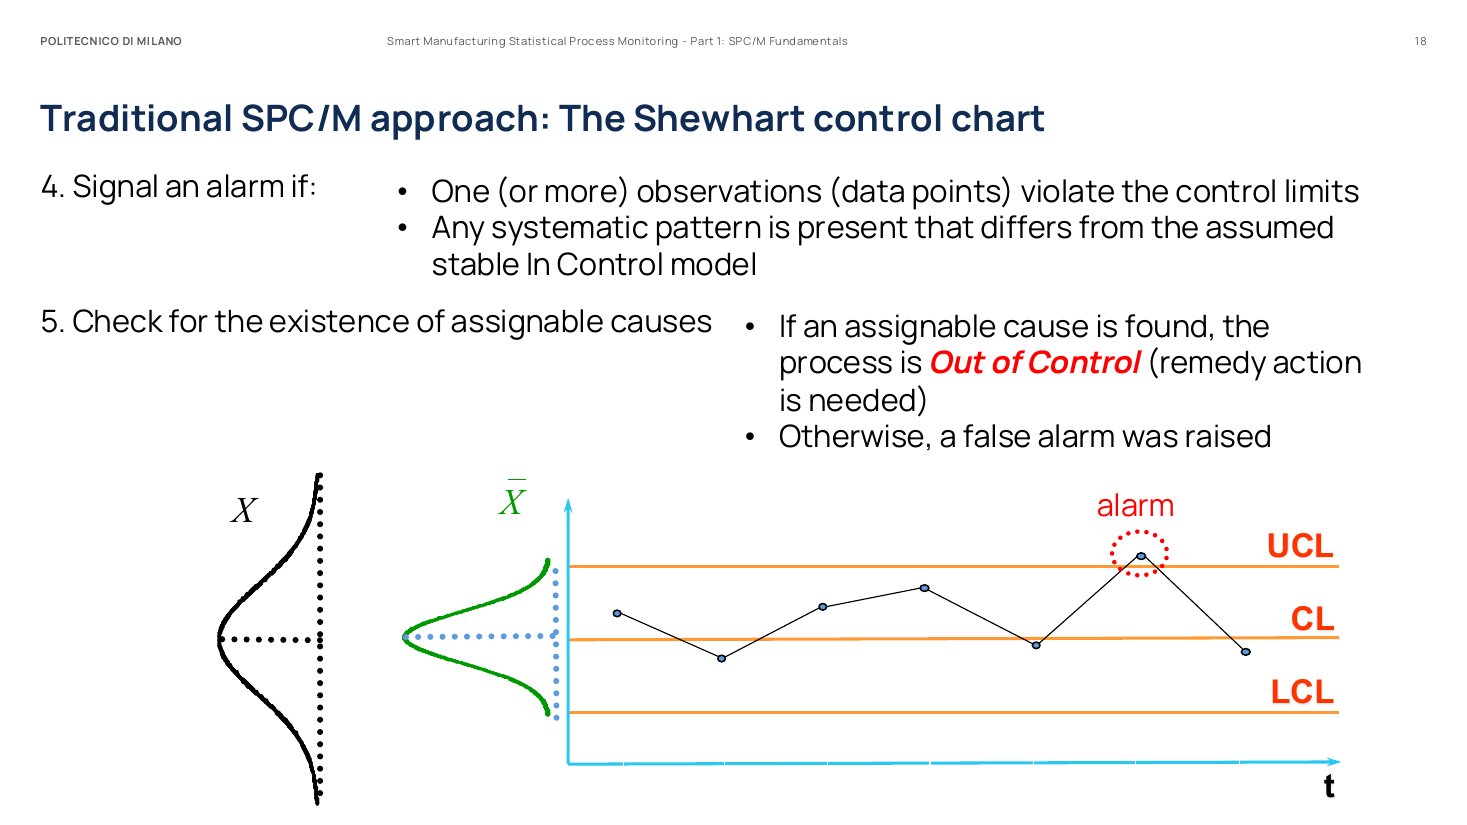 POLITECNICO DI MILANO
Smart Manufacturing Statistical Process Monitoring - Part 1: SPC/M Fundamentals
18
Traditional SPC/M approach: The Shewhart control chart
4. Signal an alarm if:
• One (or more) observations (data points) violate the control limits
• Any systematic pattern is present that differs from the assumed
stable In Control model
5. Check for the existence of assignable causes
• If an assignable cause is found, the
process is Out of Control (remedy action
is needed)
• Otherwise, a false alarm was raised
X
X̅
alarm
UCL
CL
LCL
t